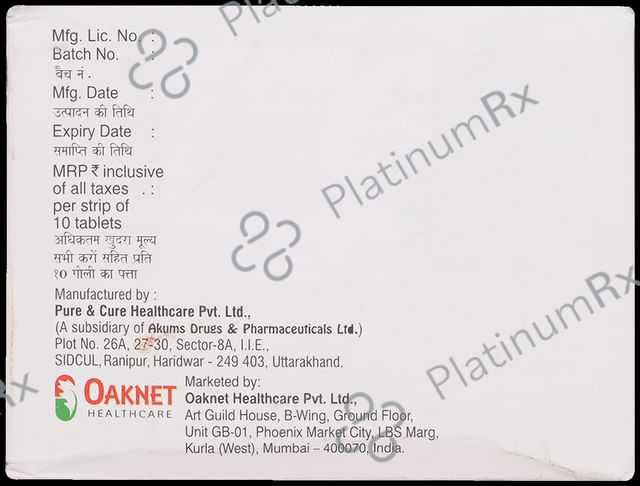 Mfg. Lic. No. :
Batch No. :
बैच नं .
Mfg. Date :
उत्पादन की तिथि
Expiry Date :
समाप्ति की तिथि
MRP ₹ inclusive
of all taxes . :
per strip of
10 tablets
अधिकतम खुदरा मूल्य
सभी करों सहित प्रति
१० गोली का पत्ता
Manufactured by :
Pure & Cure Healthcare Pvt. Ltd.,
(A subsidiary of Akums Drugs & Pharmaceuticals Ltd.)
Plot No. 26A, 27-30, Sector-8A, I.I.E.,
SIDCUL, Ranipur, Haridwar - 249 403, Uttarakhand.
OAKNET
HEALTHCARE
Marketed by:
Oaknet Healthcare Pvt. Ltd.,
Art Guild House, B-Wing, Ground Floor,
Unit GB-01, Phoenix Market City, LBS Marg,
Kurla (West), Mumbai – 400070, India.
PlatinumRx
PlatinumRx